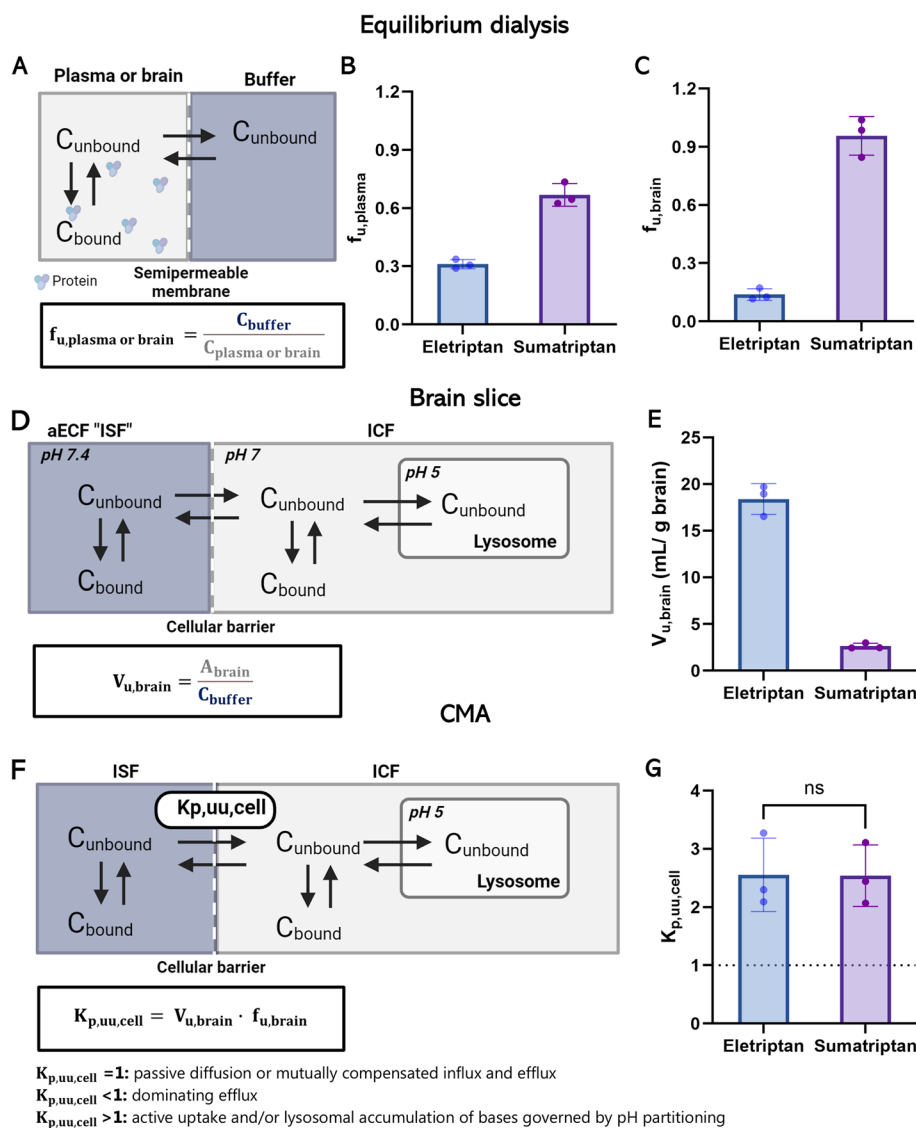 Equilibrium dialysis
A
Plasma or brain
Buffer
Cunbound
Cunbound
Cbound
Protein
Semipermeable
membrane
fu,plasma or brain = Cbuffer / Cplasma or brain
B
fu,plasma
1.2
0.9
0.6
0.3
0.0
Eletriptan Sumatriptan
C
fu,brain
1.2
0.9
0.6
0.3
0.0
Eletriptan Sumatriptan
Brain slice
D
aECF "ISF"
ICF
pH 7.4
pH 7
pH 5
Cunbound
Cunbound
Cunbound
Lysosome
Cbound
Cbound
Cellular barrier
Vu,brain = Abrain / Cbuffer
E
Vu,brain (mL/ g brain)
25
20
15
10
5
0
Eletriptan Sumatriptan
CMA
F
ISF
ICF
Kp,uu,cell
pH 5
Cunbound
Cunbound
Cunbound
Lysosome
Cbound
Cbound
Cellular barrier
Kp,uu,cell = Vu,brain · fu,brain
Kp,uu,cell =1: passive diffusion or mutually compensated influx and efflux
Kp,uu,cell <1: dominating efflux
Kp,uu,cell >1: active uptake and/or lysosomal accumulation of bases governed by pH partitioning
G
Kp,uu,cell
4
3
2
1
0
ns
Eletriptan Sumatriptan